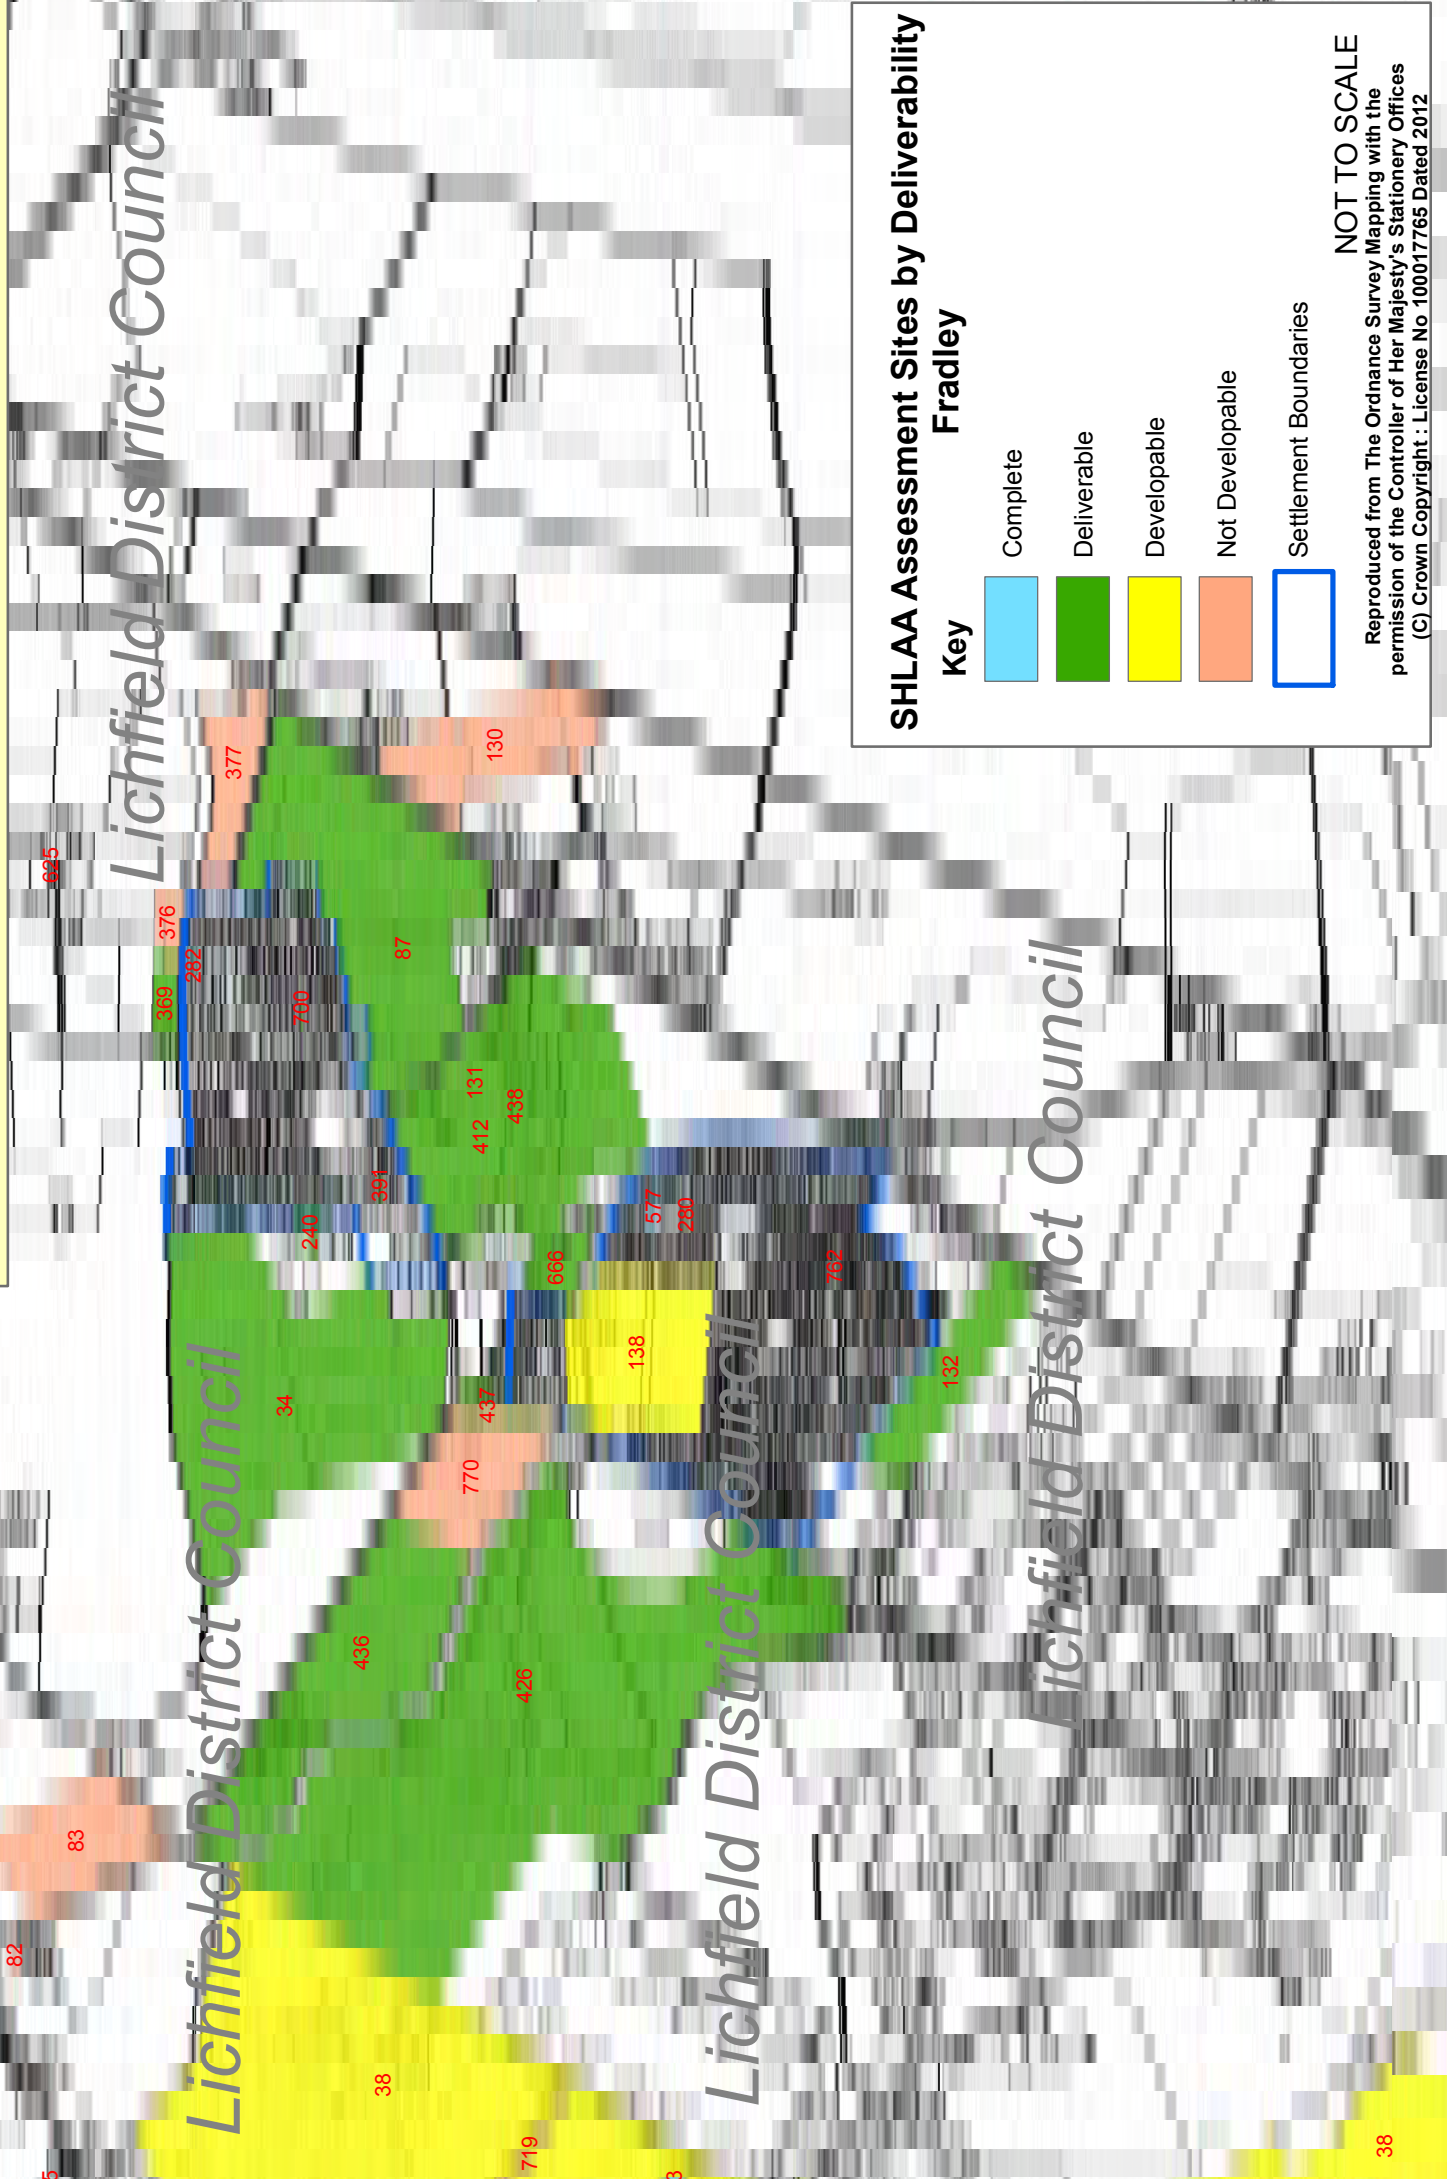 SHLAA Assessment Sites by Deliverability
Fradley
Key
Complete
Deliverable
Developable
Not Developable
Settlement Boundaries
NOT TO SCALE
Reproduced from The Ordnance Survey Mapping with the
permission of the Controller of Her Majesty's Stationery Offices
(C) Crown Copyright : License No 100017765 Dated 2012
Lichfield District Council
Lichfield District Council
Lichfield District Council
Lichfield District Council
82
83
38
719
38
436
426
770
437
34
138
132
762
666
240
391
577
280
412
131
438
87
700
369
282
376
377
130
625